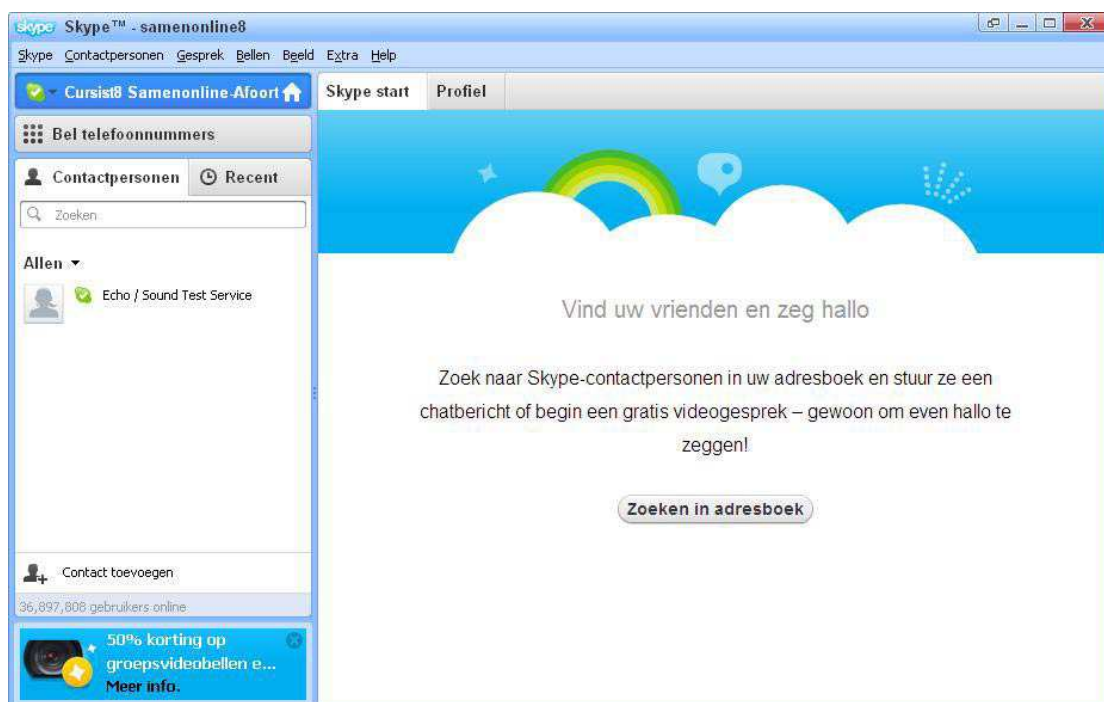 skype Skype™ - samenonline8
Skype Contactpersonen Gesprek Bellen Beeld Extra Help
Cursist8 Samenonline-Afoort
Bel telefoonnummers
Contactpersonen Recent
Zoeken
Allen
Echo / Sound Test Service
Contact toevoegen
36,897,808 gebruikers online
50% korting op
groepsvideobellen e...
Meer info.
Skype start Profiel
Vind uw vrienden en zeg hallo
Zoek naar Skype-contactpersonen in uw adresboek en stuur ze een
chatbericht of begin een gratis videogesprek – gewoon om even hallo te
zeggen!
Zoeken in adresboek